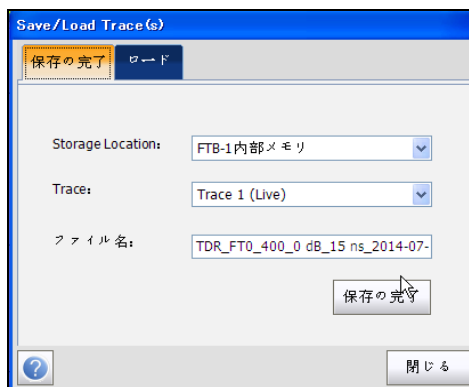 Save/Load Trace(s)
保存の完了 ロード
Storage Location: FTB-1内部メモリ
Trace: Trace 1 (Live)
ファイル名: TDR_FT0_400_0 dB_15 ns_2014-07-
保存の完了
? 閉じる